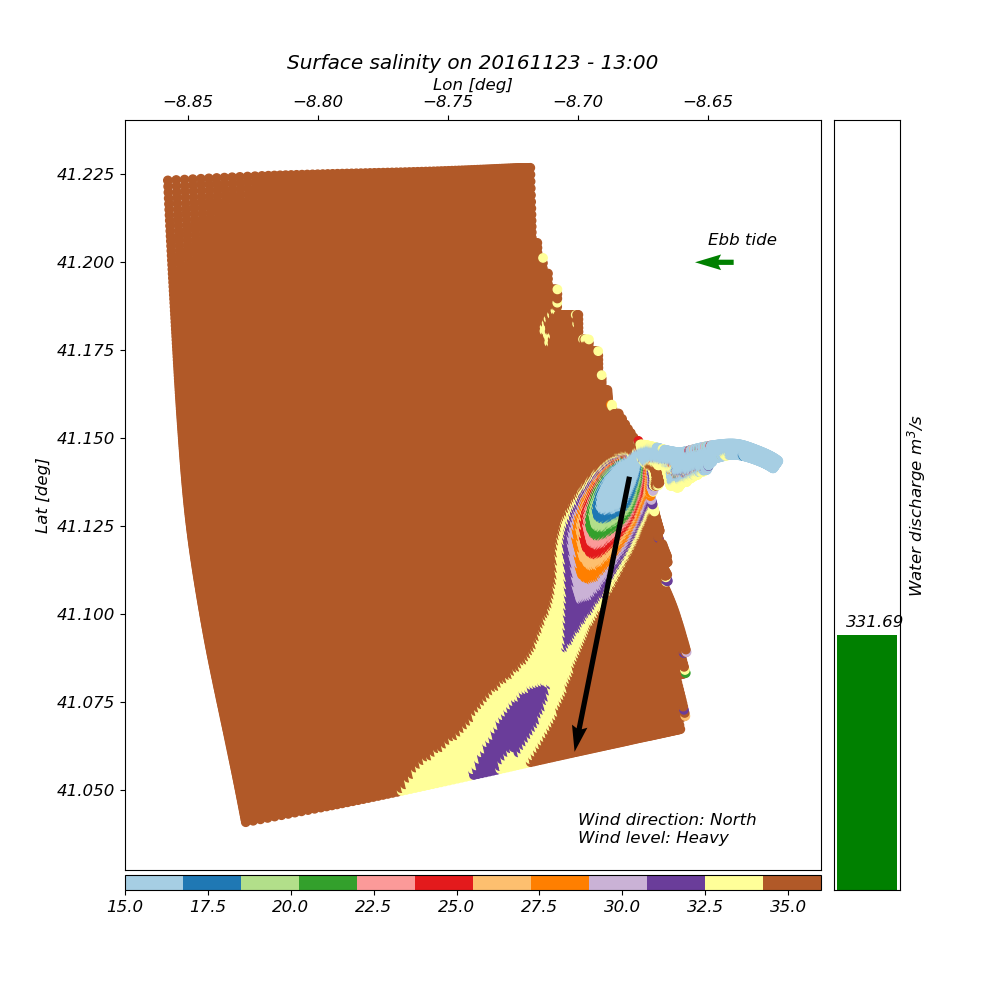 Surface salinity on 20161123 - 13:00
Lon [deg]
−8.85 −8.80 −8.75 −8.70 −8.65
41.225
41.200
41.175
41.150
41.125
41.100
41.075
41.050
Lat [deg]
Ebb tide
Wind direction: North
Wind level: Heavy
331.69
Water discharge m³/s
15.0 17.5 20.0 22.5 25.0 27.5 30.0 32.5 35.0